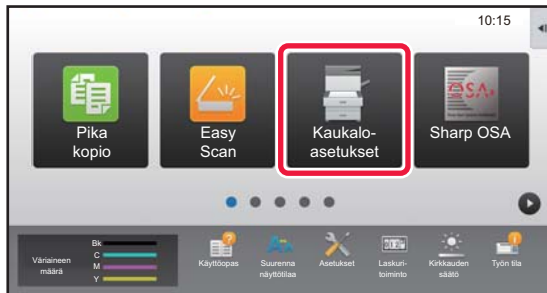 10:15
Pika
kopio
Easy
Scan
Kaukalo-
asetukset
OSA
Sharp OSA
Väriaineen
määrä
Bk
C
M
Y
Käyttöopas
Suurenna
näyttötilaa
Asetukset
Laskuri-
toiminto
Kirkkauden
säätö
Työn tila